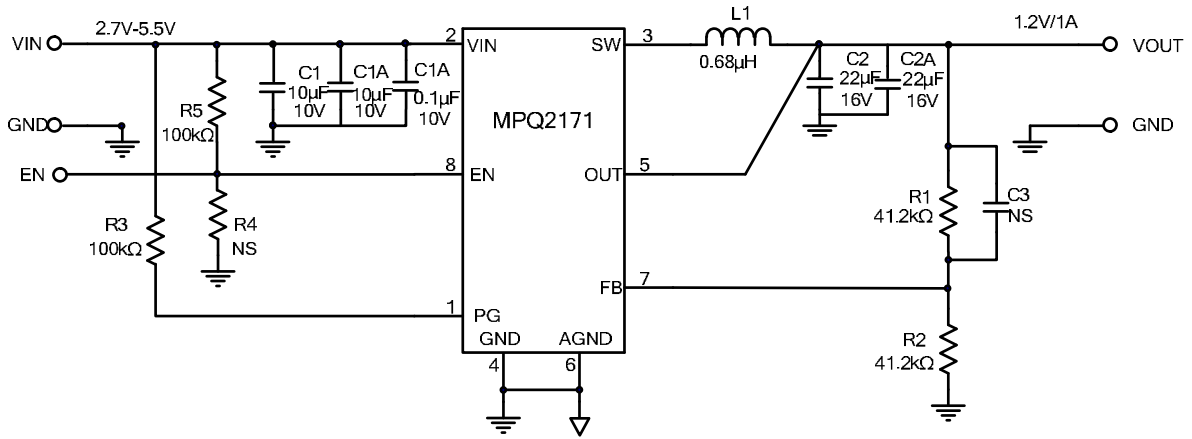 VIN
2.7V-5.5V
GND
EN
R5
100kΩ
R3
100kΩ
R4
NS
C1
10μF
10V
C1A
10μF
10V
C1A
0.1μF
10V
2
VIN
8
EN
1
PG
MPQ2171
GND
4
AGND
6
SW
3
OUT
5
FB
7
L1
0.68μH
C2
22μF
16V
C2A
22μF
16V
1.2V/1A
VOUT
GND
R1
41.2kΩ
C3
NS
R2
41.2kΩ